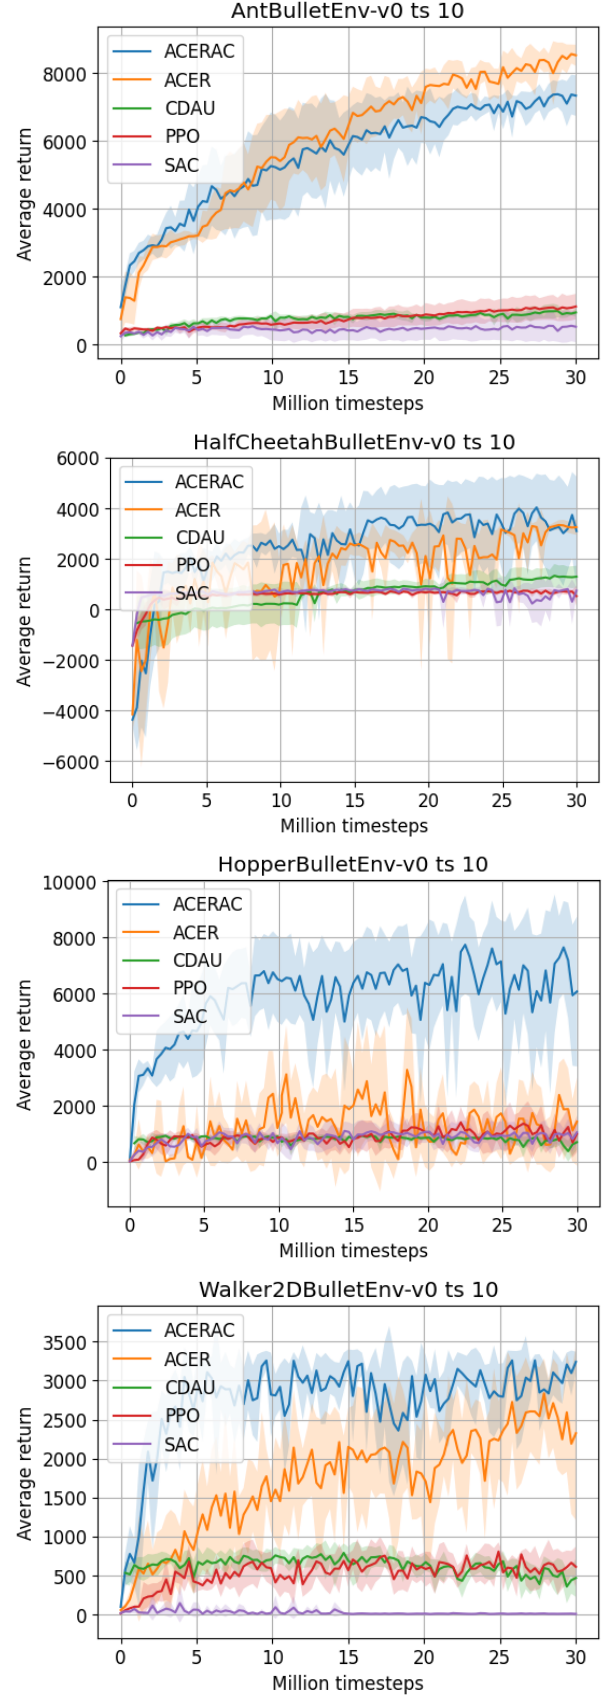 AntBulletEnv-v0 ts 10
ACERAC
ACER
CDAU
PPO
SAC
8000
6000
4000
2000
0
Average return
0 5 10 15 20 25 30
Million timesteps
HalfCheetahBulletEnv-v0 ts 10
ACERAC
ACER
CDAU
PPO
SAC
6000
4000
2000
0
−2000
−4000
−6000
Average return
0 5 10 15 20 25 30
Million timesteps
HopperBulletEnv-v0 ts 10
ACERAC
ACER
CDAU
PPO
SAC
10000
8000
6000
4000
2000
0
Average return
0 5 10 15 20 25 30
Million timesteps
Walker2DBulletEnv-v0 ts 10
ACERAC
ACER
CDAU
PPO
SAC
3500
3000
2500
2000
1500
1000
500
0
Average return
0 5 10 15 20 25 30
Million timesteps